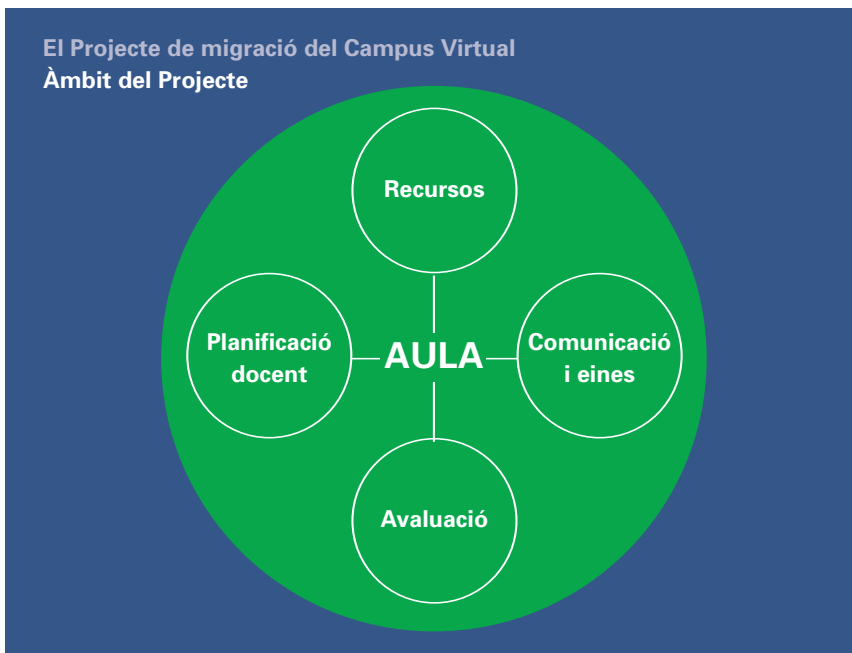 El Projecte de migració del Campus Virtual
Àmbit del Projecte
Recursos
Planificació
docent
AULA
Comunicació
i eines
Avaluació